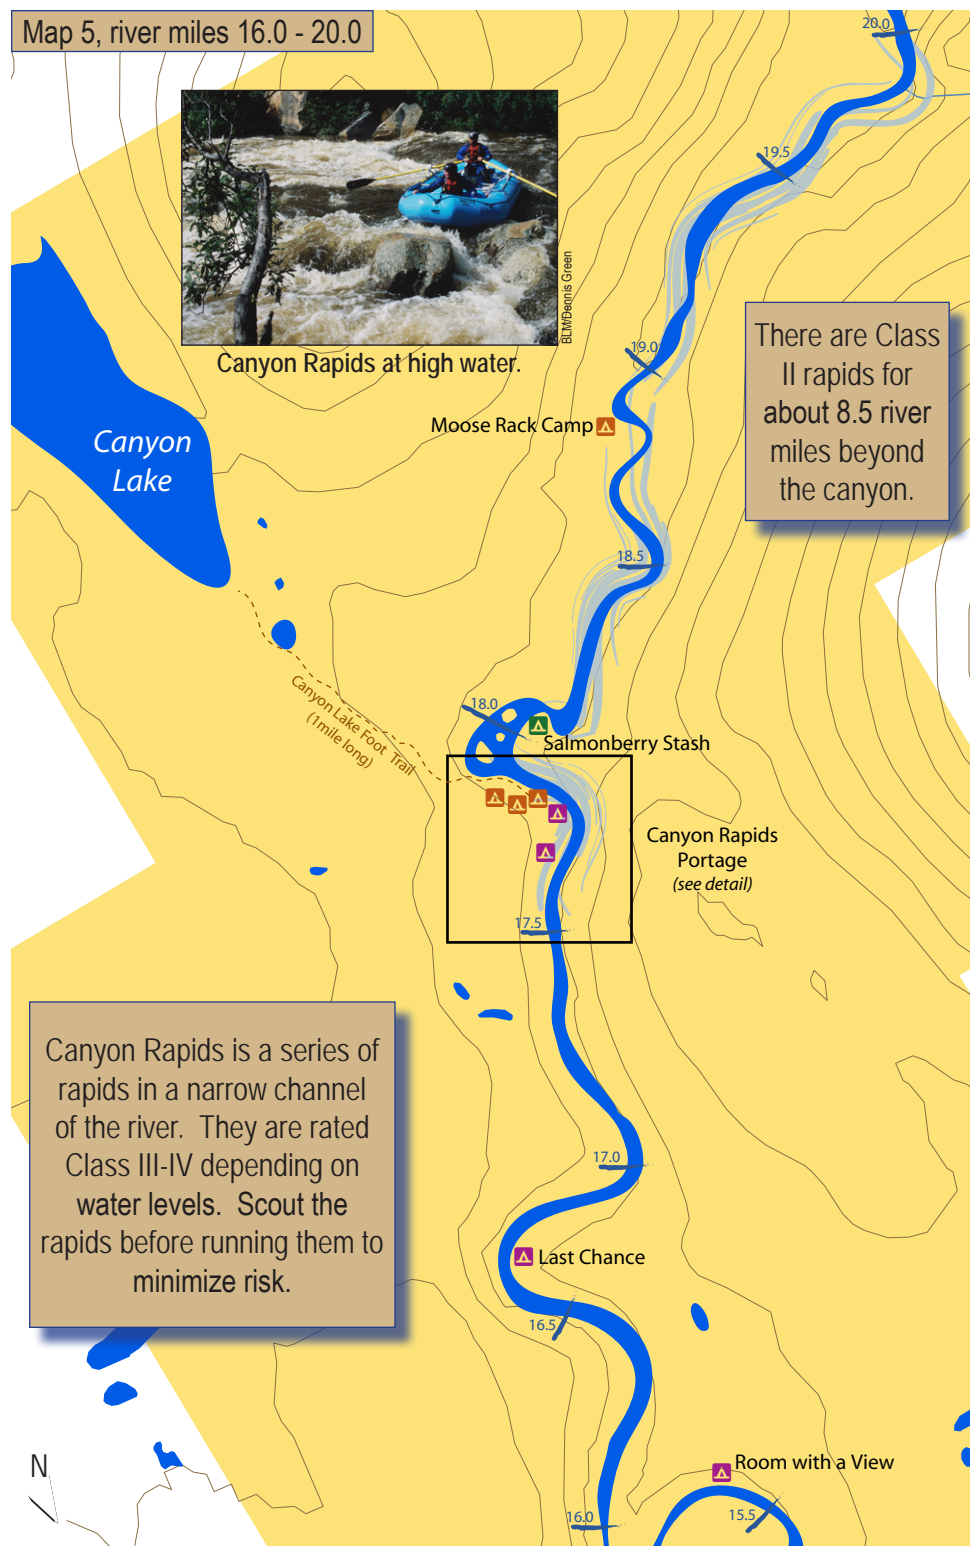 Map 5, river miles 16.0 - 20.0
20.0
19.5
BLM/Dennis Green
Canyon Rapids at high water.
19.0
There are Class
II rapids for
about 8.5 river
miles beyond
the canyon.
Moose Rack Camp
Canyon
Lake
18.5
Canyon Lake Foot Trail
(1mile long)
18.0
Salmonberry Stash
Canyon Rapids
Portage
(see detail)
17.5
Canyon Rapids is a series of
rapids in a narrow channel
of the river. They are rated
Class III-IV depending on
water levels. Scout the
rapids before running them to
minimize risk.
17.0
Last Chance
16.5
N
Room with a View
16.0
15.5